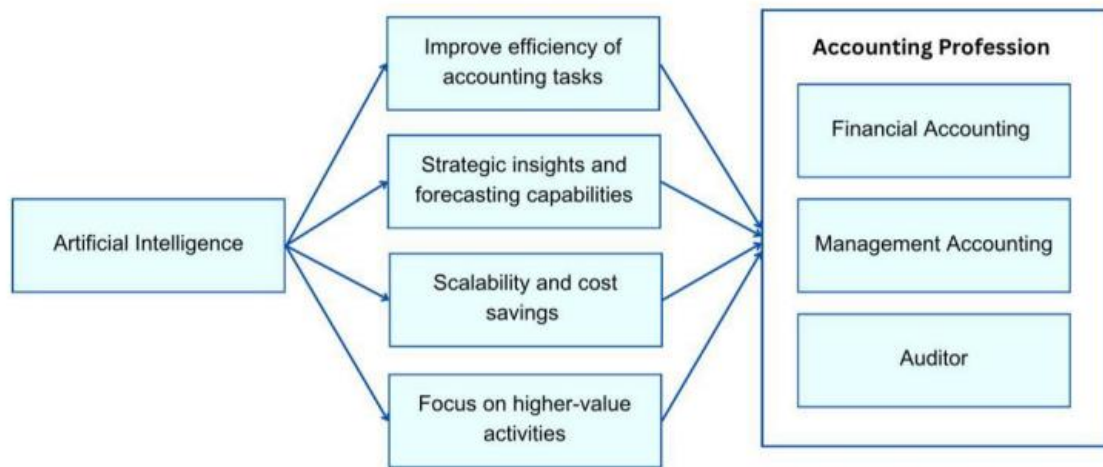 Artificial Intelligence
Improve efficiency of
accounting tasks
Strategic insights and
forecasting capabilities
Scalability and cost
savings
Focus on higher-value
activities
Accounting Profession
Financial Accounting
Management Accounting
Auditor